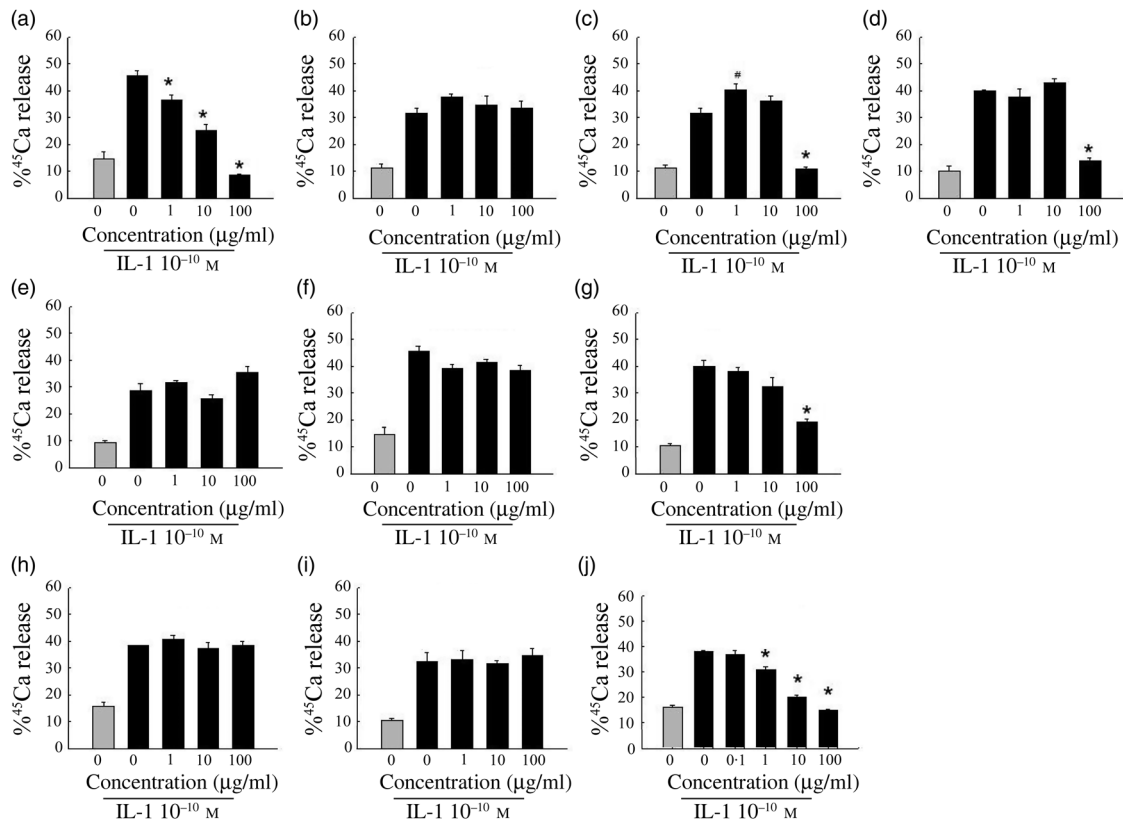 (a)
60
50
40
30
20
10
0
%⁴⁵Ca release
* * *
0 0 1 10 100
Concentration (µg/ml)
IL-1 10⁻¹⁰ M
(b)
60
50
40
30
20
10
0
%⁴⁵Ca release
0 0 1 10 100
Concentration (µg/ml)
IL-1 10⁻¹⁰ M
(c)
60
50
40
30
20
10
0
%⁴⁵Ca release
# *
0 0 1 10 100
Concentration (µg/ml)
IL-1 10⁻¹⁰ M
(d)
60
50
40
30
20
10
0
%⁴⁵Ca release
*
0 0 1 10 100
Concentration (µg/ml)
IL-1 10⁻¹⁰ M
(e)
60
50
40
30
20
10
0
%⁴⁵Ca release
0 0 1 10 100
Concentration (µg/ml)
IL-1 10⁻¹⁰ M
(f)
60
50
40
30
20
10
0
%⁴⁵Ca release
0 0 1 10 100
Concentration (µg/ml)
IL-1 10⁻¹⁰ M
(g)
60
50
40
30
20
10
0
%⁴⁵Ca release
*
0 0 1 10 100
Concentration (µg/ml)
IL-1 10⁻¹⁰ M
(h)
60
50
40
30
20
10
0
%⁴⁵Ca release
0 0 1 10 100
Concentration (µg/ml)
IL-1 10⁻¹⁰ M
(i)
60
50
40
30
20
10
0
%⁴⁵Ca release
0 0 1 10 100
Concentration (µg/ml)
IL-1 10⁻¹⁰ M
(j)
60
50
40
30
20
10
0
%⁴⁵Ca release
* * *
0 0 0·1 1 10 100
Concentration (µg/ml)
IL-1 10⁻¹⁰ M